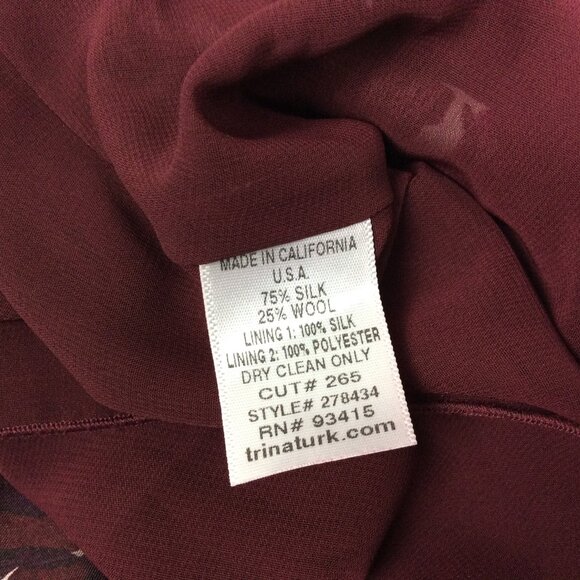 MADE IN CALIFORNIA
U.S.A.
75% SILK
25% WOOL
LINING 1: 100% SILK
LINING 2: 100% POLYESTER
DRY CLEAN ONLY
CUT# 265
STYLE# 278434
RN# 93415
trinaturk.com